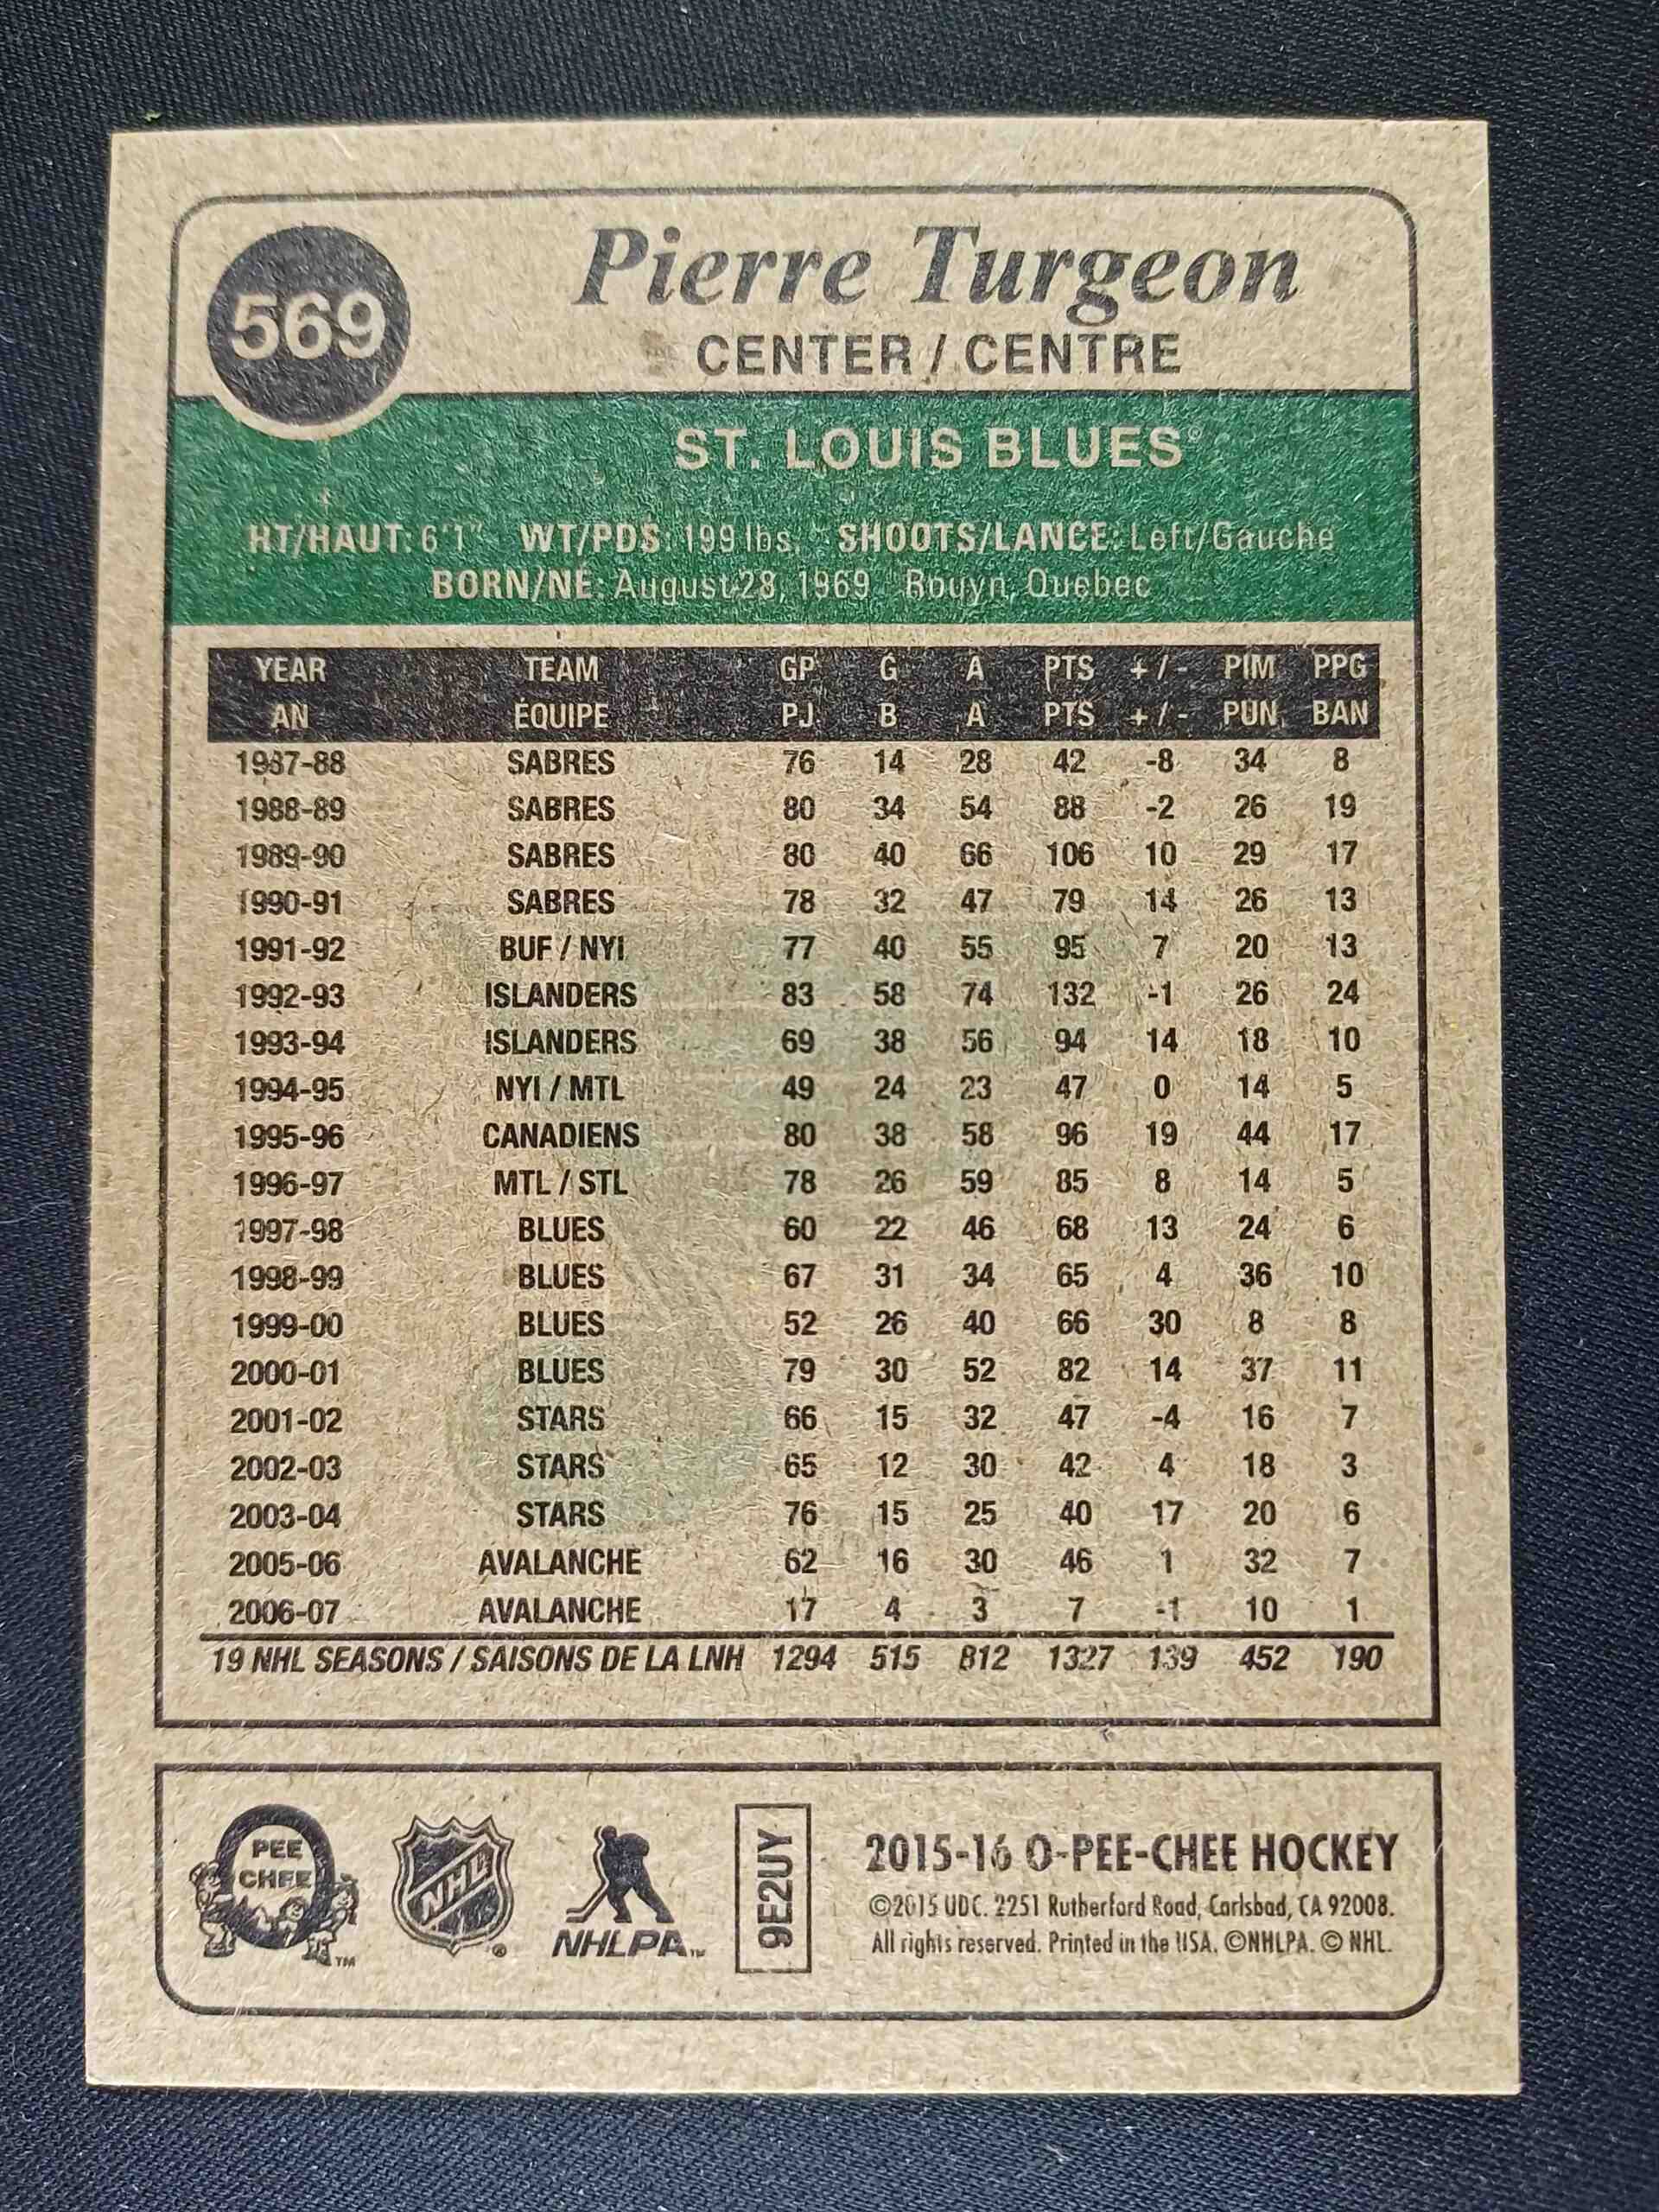 569
Pierre Turgeon
CENTER / CENTRE
ST. LOUIS BLUES®
HT/HAUT: 6'1" WT/PDS: 199 lbs. SHOOTS/LANCE: Left/Gauche
BORN/NÉ: August 28, 1969 Rouyn, Quebec
YEAR TEAM GP G A PTS +/- PIM PPG
AN ÉQUIPE PJ B A PTS +/- PUN BAN
1987-88 SABRES 76 14 28 42 -8 34 8
1988-89 SABRES 80 34 54 88 -2 26 19
1989-90 SABRES 80 40 66 106 10 29 17
1990-91 SABRES 78 32 47 79 14 26 13
1991-92 BUF / NYI 77 40 55 95 7 20 13
1992-93 ISLANDERS 83 58 74 132 -1 26 24
1993-94 ISLANDERS 69 38 56 94 14 18 10
1994-95 NYI / MTL 49 24 23 47 0 14 5
1995-96 CANADIENS 80 38 58 96 19 44 17
1996-97 MTL / STL 78 26 59 85 8 14 5
1997-98 BLUES 60 22 46 68 13 24 6
1998-99 BLUES 67 31 34 65 4 36 10
1999-00 BLUES 52 26 40 66 30 8 8
2000-01 BLUES 79 30 52 82 14 37 11
2001-02 STARS 66 15 32 47 -4 16 7
2002-03 STARS 65 12 30 42 4 18 3
2003-04 STARS 76 15 25 40 17 20 6
2005-06 AVALANCHE 62 16 30 46 1 32 7
2006-07 AVALANCHE 17 4 3 7 -1 10 1
19 NHL SEASONS / SAISONS DE LA LNH 1294 515 812 1327 139 452 190
PEE
CHEE
TM
NHL
®
NHLPA™
9E2UY
2015-16 O-PEE-CHEE HOCKEY
©2015 UDC. 2251 Rutherford Road, Carlsbad, CA 92008.
All rights reserved. Printed in the USA. ©NHLPA. © NHL.